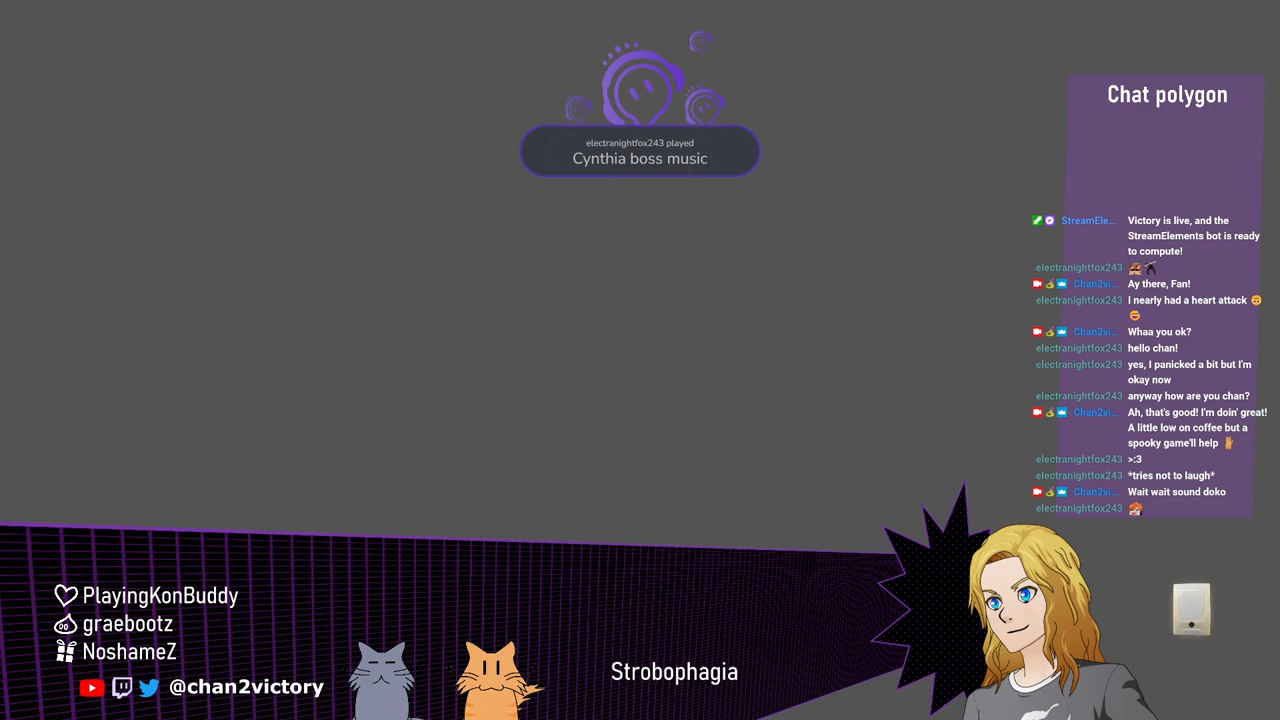 electranightfox243 played
Cynthia boss music
Chat polygon
StreamEle... Victory is live, and the
StreamElements bot is ready
to compute!
electranightfox243
Chan2vi... Ay there, Fan!
electranightfox243 I nearly had a heart attack
Chan2vi... Whaa you ok?
electranightfox243 hello chan!
electranightfox243 yes, I panicked a bit but I'm
okay now
electranightfox243 anyway how are you chan?
Chan2vi... Ah, that's good! I'm doin' great!
A little low on coffee but a
spooky game'll help
electranightfox243 >:3
electranightfox243 *tries not to laugh*
Chan2vi... Wait wait sound doko
electranightfox243
PlayingKonBuddy
graebootz
NoshameZ
@chan2victory
Strobophagia